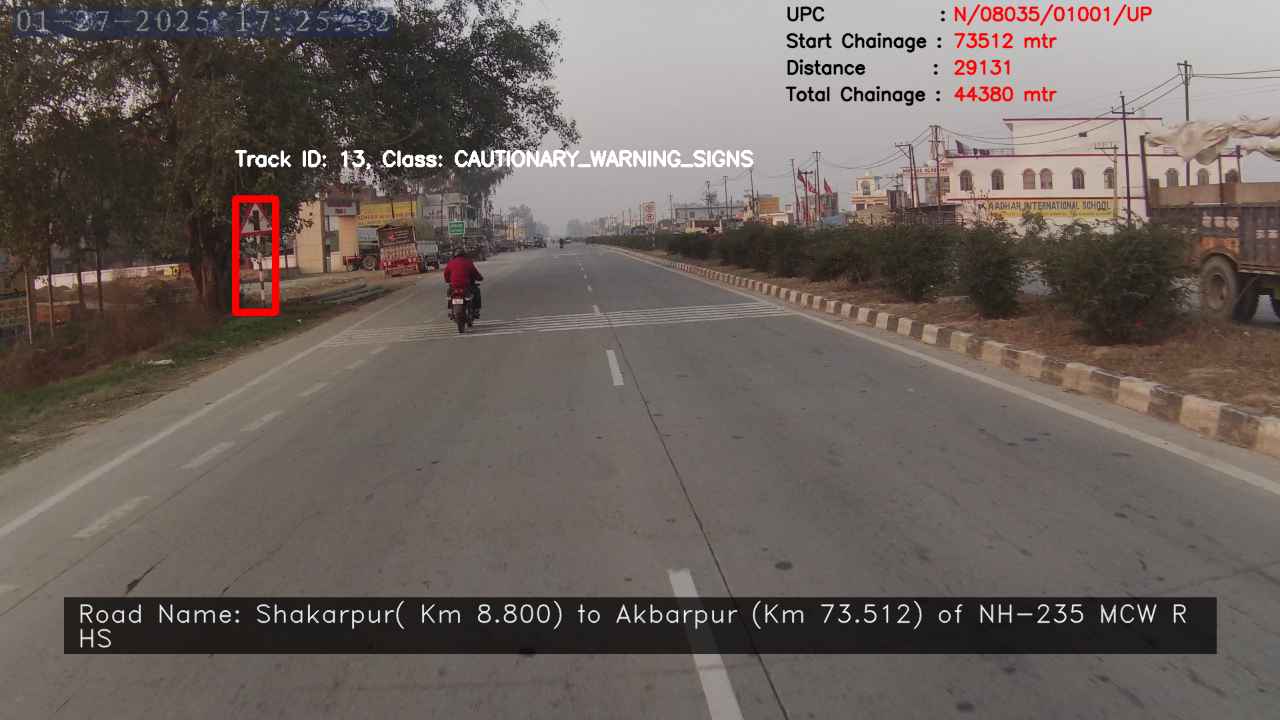 01-27-2025 17:25:32
UPC : N/08035/01001/UP
Start Chainage : 73512 mtr
Distance : 29131
Total Chainage : 44380 mtr
Track ID: 13, Class: CAUTIONARY_WARNING_SIGNS
AADHAR INTERNATIONAL SCHOOL
Road Name: Shakarpur( Km 8.800) to Akbarpur (Km 73.512) of NH-235 MCW R
HS